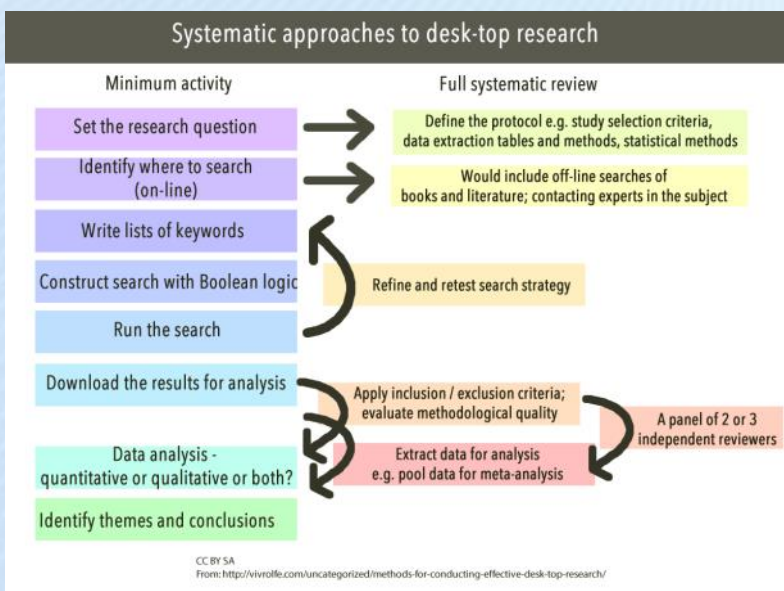 Systematic approaches to desk-top research
Minimum activity
Full systematic review
Set the research question
Define the protocol e.g. study selection criteria,
data extraction tables and methods, statistical methods
Identify where to search
(on-line)
Would include off-line searches of
books and literature; contacting experts in the subject
Write lists of keywords
Construct search with Boolean logic
Refine and retest search strategy
Run the search
Download the results for analysis
Apply inclusion / exclusion criteria;
evaluate methodological quality
A panel of 2 or 3
independent reviewers
Data analysis -
quantitative or qualitative or both?
Extract data for analysis
e.g. pool data for meta-analysis
Identify themes and conclusions
CC BY SA
From: http://vivrolfe.com/uncategorized/methods-for-conducting-effective-desk-top-research/